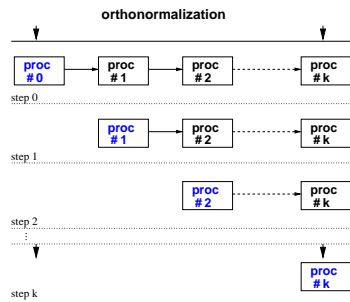 orthonormalization
proc proc proc proc
# 0 # 1 # 2 # k
step 0
proc proc proc
# 1 # 2 # k
step 1
proc proc
# 2 # k
step 2
⋮
proc
# k
step k